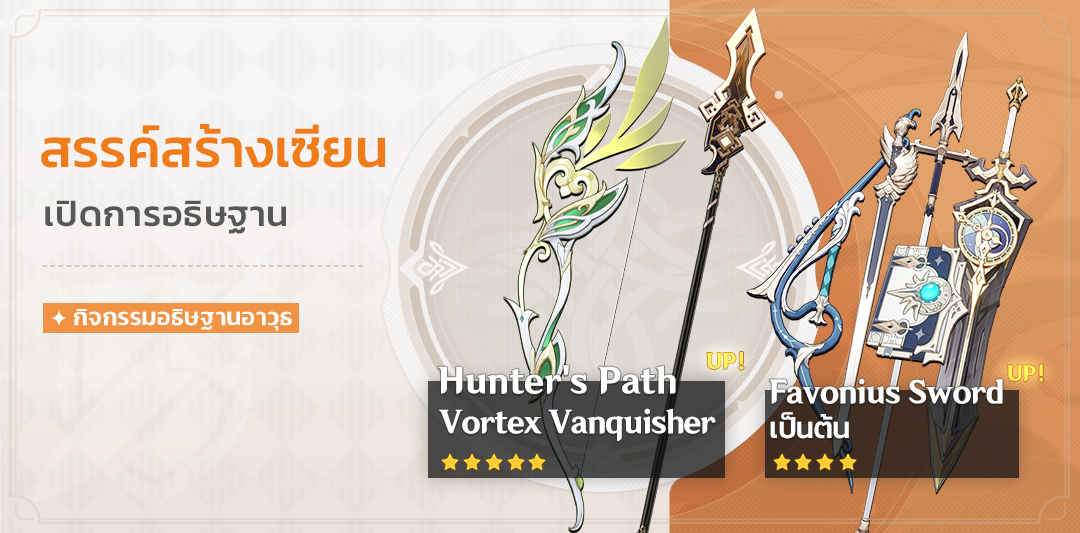 สรรค์สร้างเซียน
เปิดการอธิษฐาน
กิจกรรมอธิษฐานอาวุธ
UP!
Hunter's Path
Vortex Vanquisher
UP!
Favonius Sword
เป็นต้น